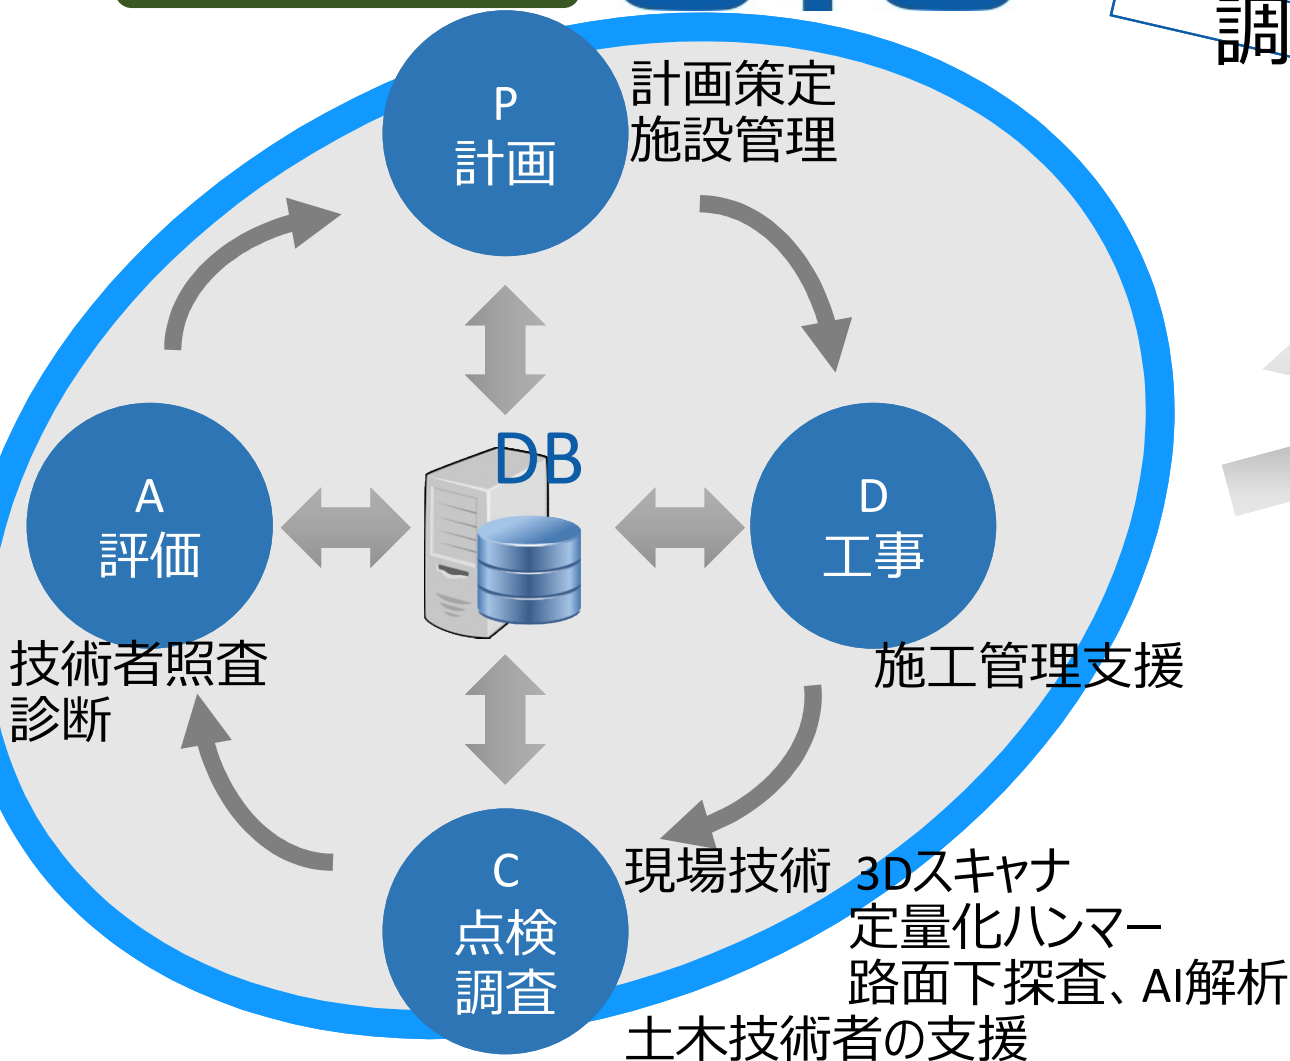 調
P
計画
計画策定
施設管理
DB
A
評価
D
工事
技術者照査
診断
施工管理支援
C
点検
調査
現場技術 3Dスキャナ
定量化ハンマー
路面下探査、AI解析
土木技術者の支援